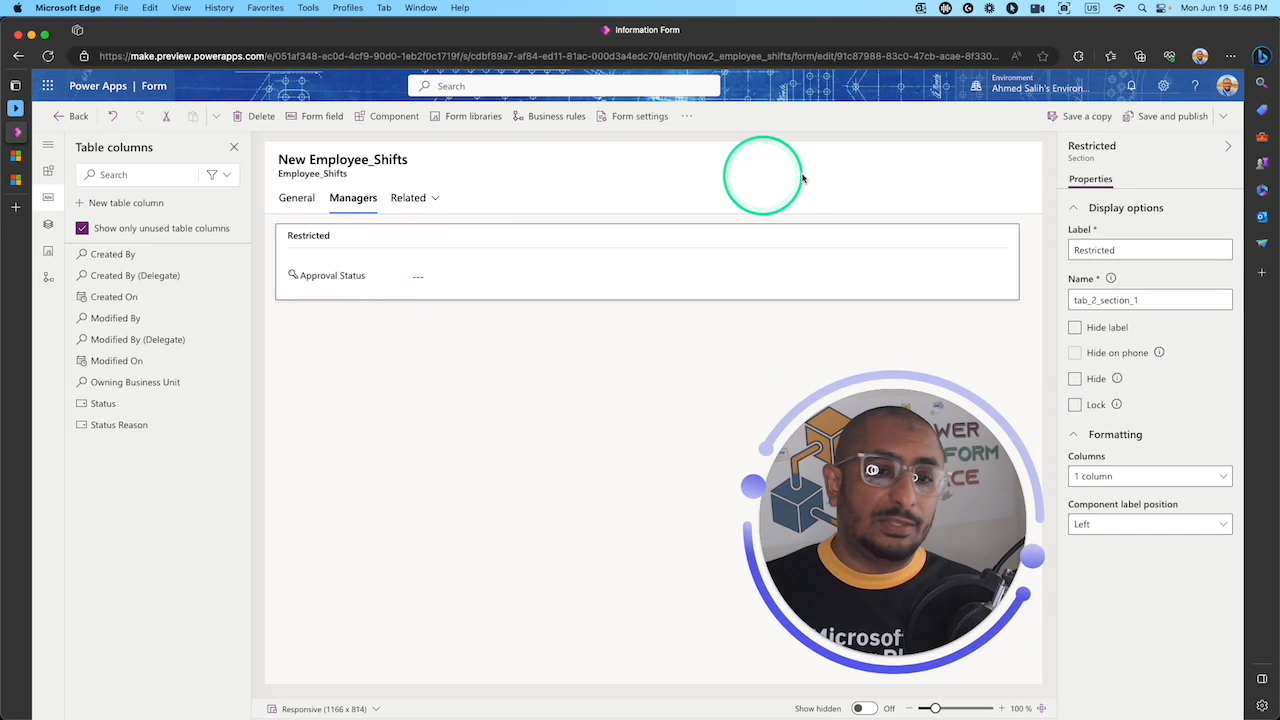 Microsoft Edge File Edit View History Favorites Tools Profiles Tab Window Help US Mon Jun 19 5:46 PM
Information Form
https://make.preview.powerapps.com/e/051af348-ec0d-4cf9-90d0-1eb2f0c1719f/s/cdbf89a7-af84-ed11-81ac-000d3a4edc70/entity/how2_employee_shifts/form/edit/91c87988-83c0-47cb-acae-8f330...
Power Apps | Form
Search
Environment
Ahmed Salih's Environ...
Back
Delete
Form field
Component
Form libraries
Business rules
Form settings
Save a copy
Save and publish
Table columns
Search
New table column
Show only unused table columns
Created By
Created By (Delegate)
Created On
Modified By
Modified By (Delegate)
Modified On
Owning Business Unit
Status
Status Reason
New Employee_Shifts
Employee_Shifts
General Managers Related
Restricted
Approval Status ---
POWER
icrosoft
Responsive (1166 x 814)
Show hidden Off 100 %
Restricted
Section
Properties
Display options
Label *
Restricted
Name *
tab_2_section_1
Hide label
Hide on phone
Hide
Lock
Formatting
Columns
1 column
Component label position
Left